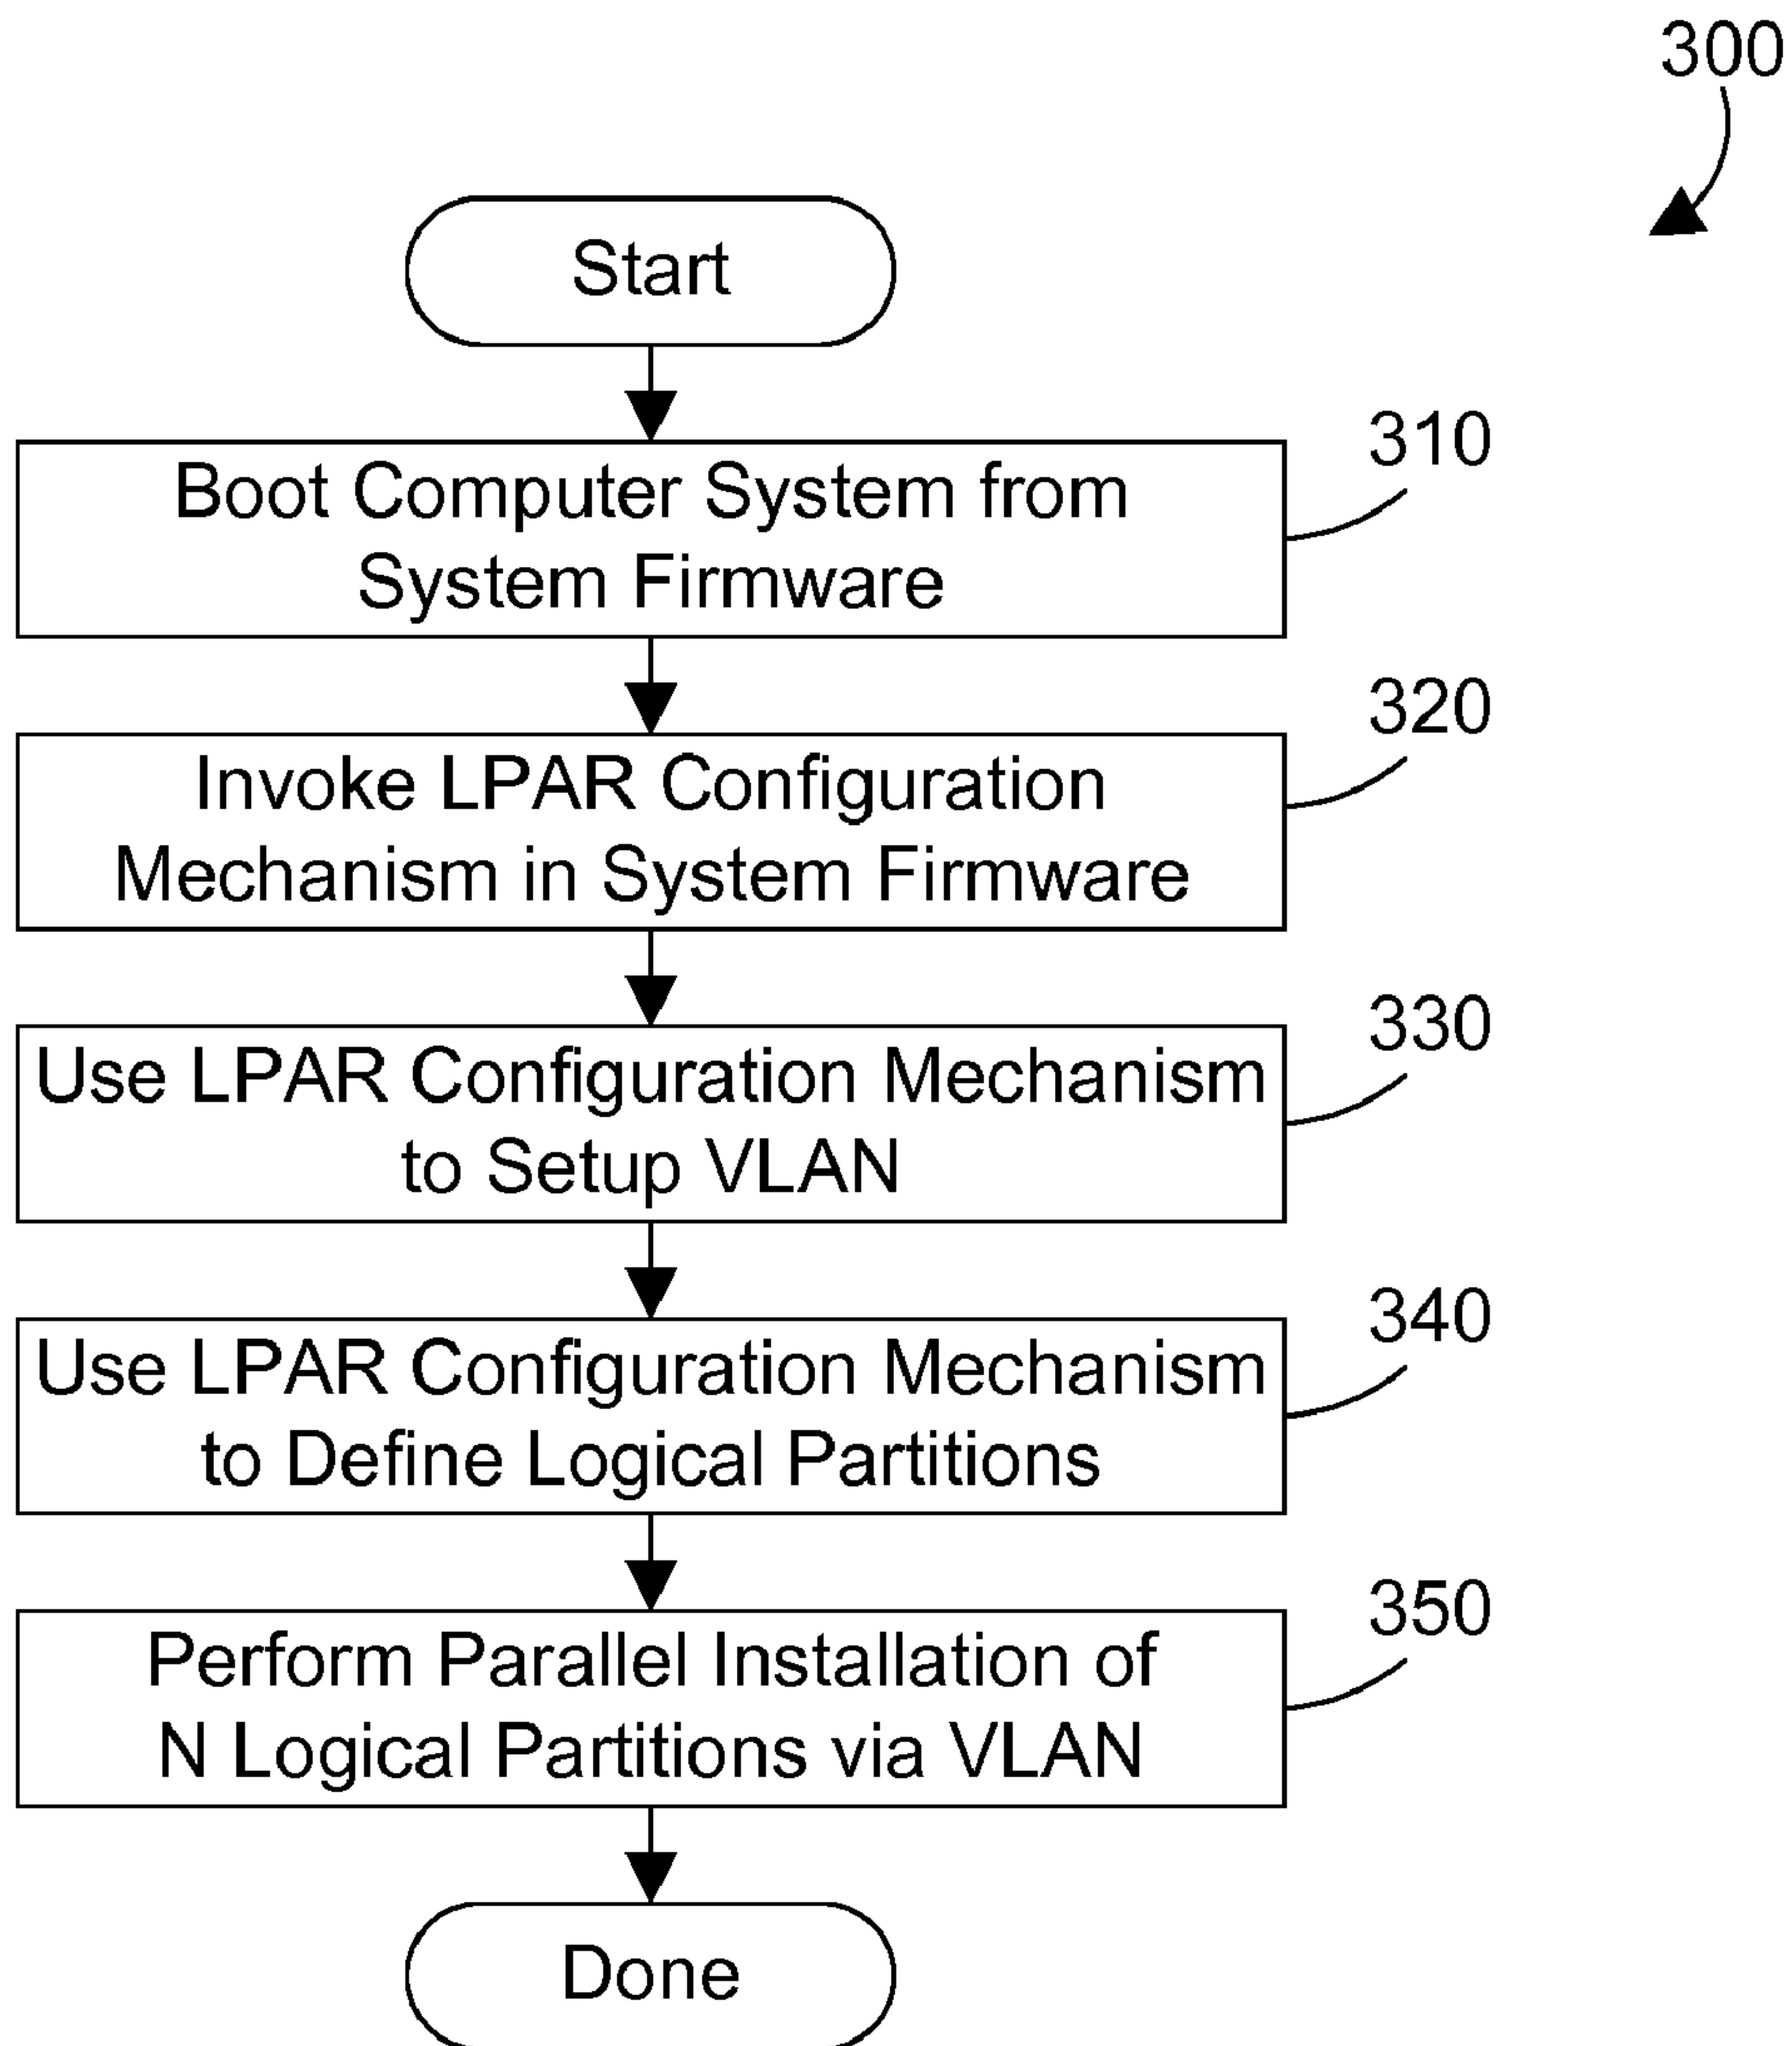 300
Start
310
Boot Computer System from
System Firmware
320
Invoke LPAR Configuration
Mechanism in System Firmware
330
Use LPAR Configuration Mechanism
to Setup VLAN
340
Use LPAR Configuration Mechanism
to Define Logical Partitions
350
Perform Parallel Installation of
N Logical Partitions via VLAN
Done